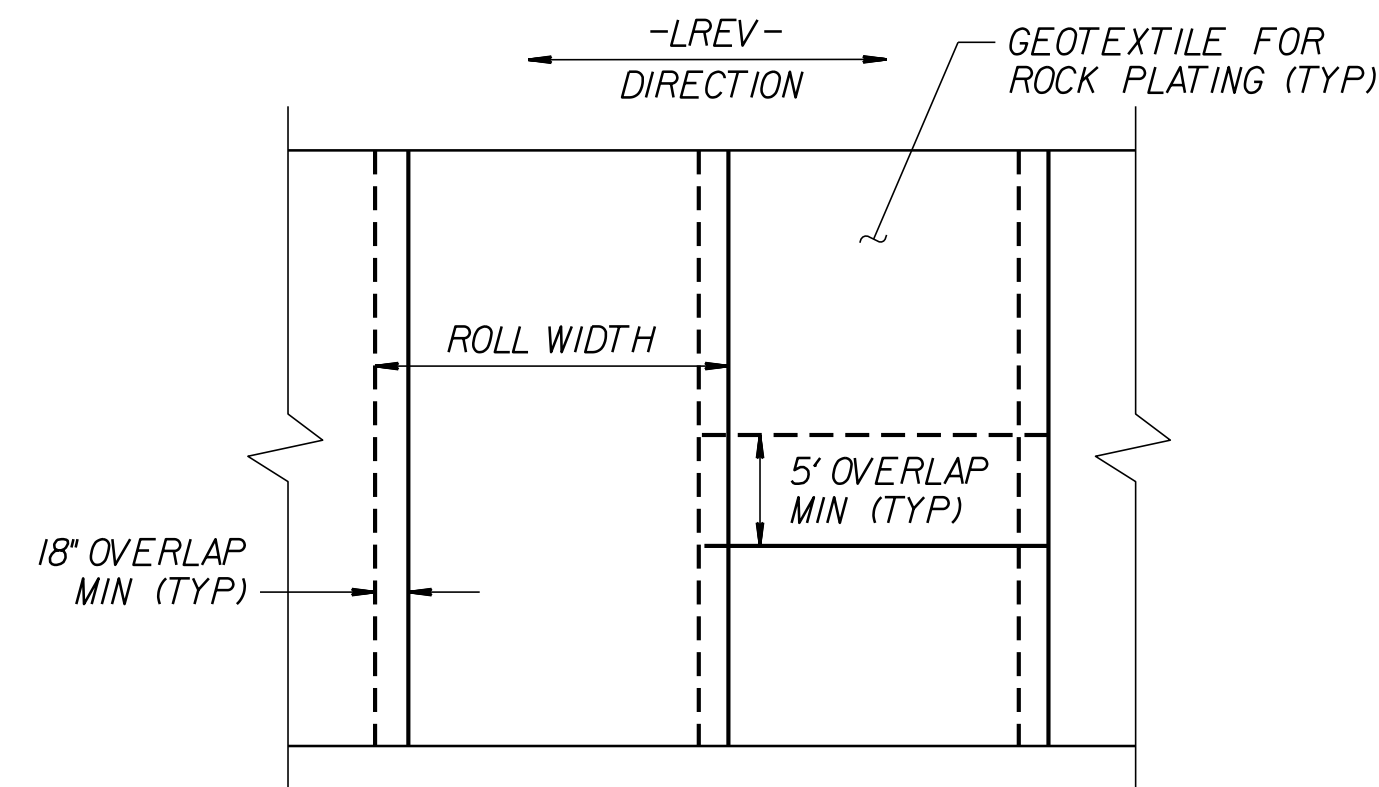 -LREV-
DIRECTION
GEOTEXTILE FOR
ROCK PLATING (TYP)
ROLL WIDTH
5' OVERLAP
MIN (TYP)
18" OVERLAP
MIN (TYP)